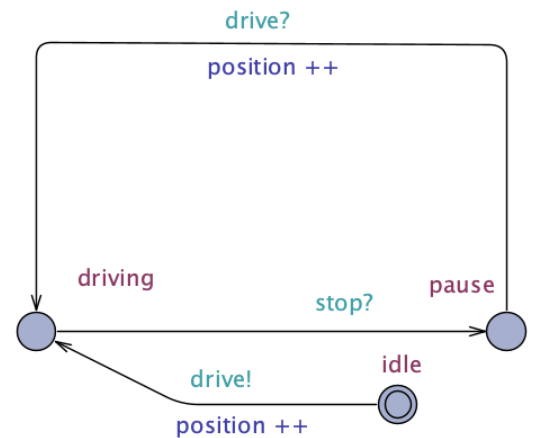 drive?
position ++
driving
pause
stop?
idle
drive!
position ++